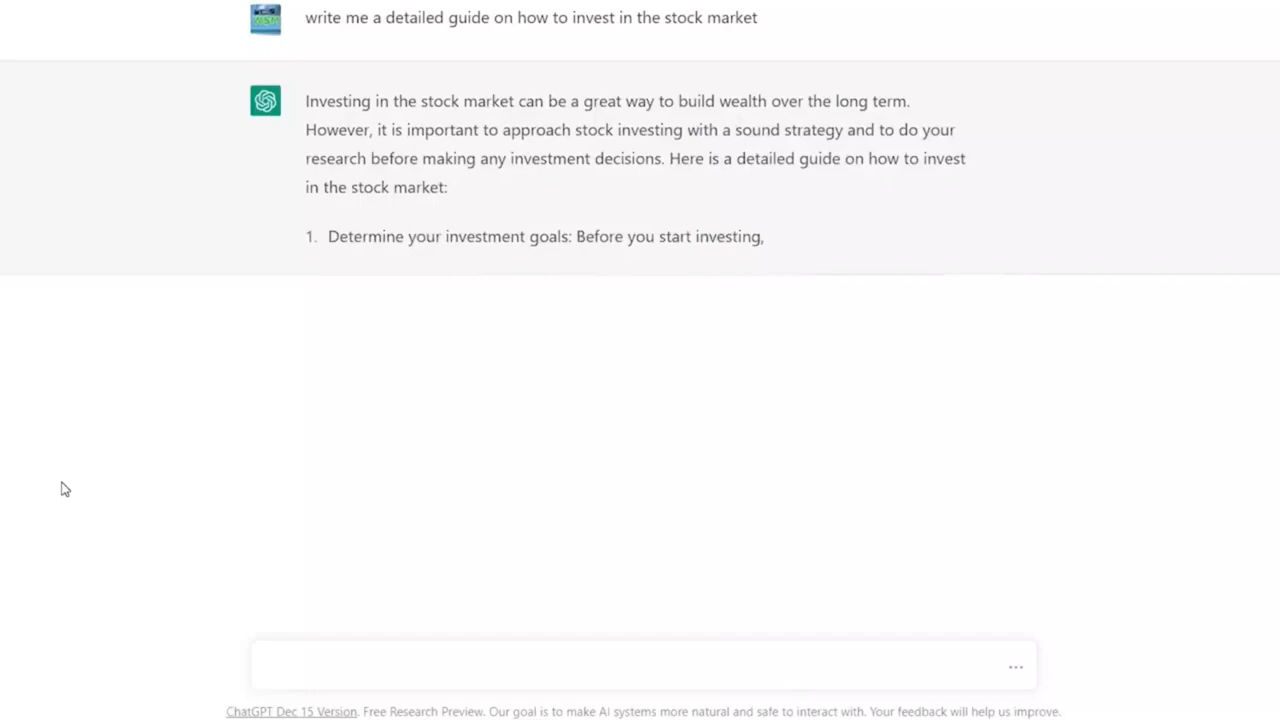 write me a detailed guide on how to invest in the stock market
Investing in the stock market can be a great way to build wealth over the long term.
However, it is important to approach stock investing with a sound strategy and to do your
research before making any investment decisions. Here is a detailed guide on how to invest
in the stock market:
1. Determine your investment goals: Before you start investing,
ChatGPT Dec 15 Version. Free Research Preview. Our goal is to make AI systems more natural and safe to interact with. Your feedback will help us improve.